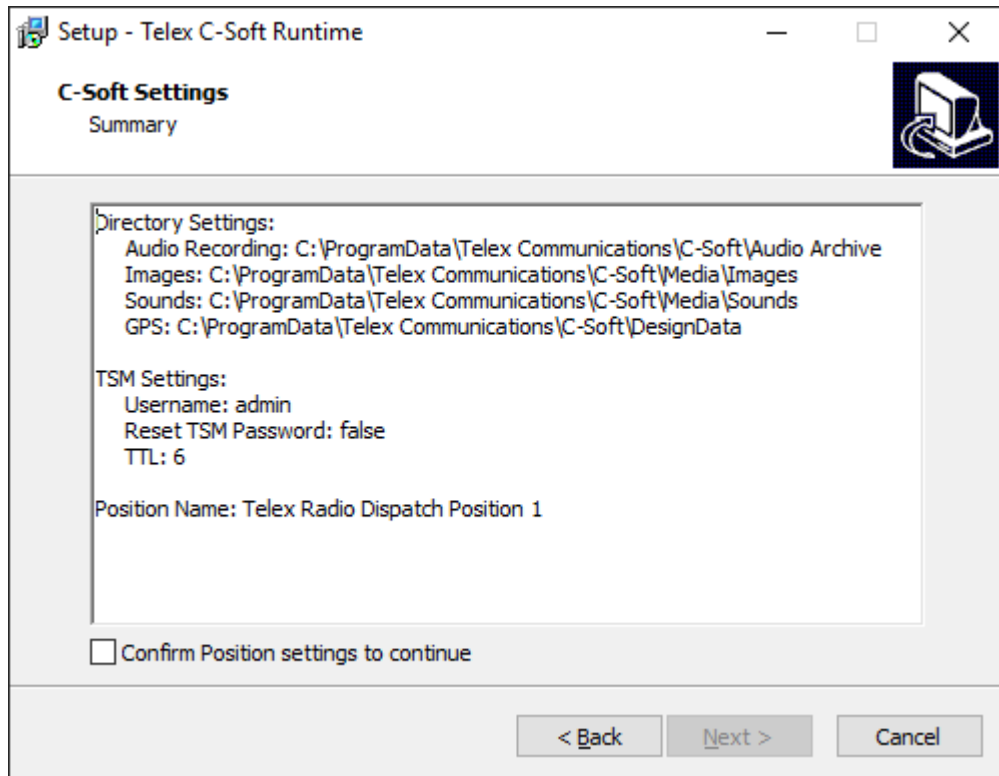 Setup - Telex C-Soft Runtime
C-Soft Settings
Summary
Directory Settings:
Audio Recording: C:\ProgramData\Telex Communications\C-Soft\Audio Archive
Images: C:\ProgramData\Telex Communications\C-Soft\Media\Images
Sounds: C:\ProgramData\Telex Communications\C-Soft\Media\Sounds
GPS: C:\ProgramData\Telex Communications\C-Soft\DesignData
TSM Settings:
Username: admin
Reset TSM Password: false
TTL: 6
Position Name: Telex Radio Dispatch Position 1
Confirm Position settings to continue
< Back Next > Cancel